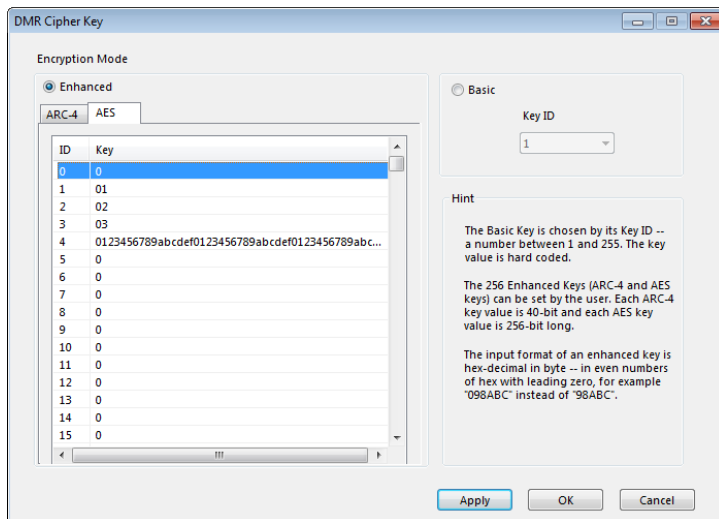 DMR Cipher Key
Encryption Mode
Enhanced
ARC-4 AES
ID Key
0 0
1 01
2 02
3 03
4 0123456789abcdef0123456789abcdef0123456789abc...
5 0
6 0
7 0
8 0
9 0
10 0
11 0
12 0
13 0
14 0
15 0
Basic
Key ID
1
Hint
The Basic Key is chosen by its Key ID --
a number between 1 and 255. The key
value is hard coded.
The 256 Enhanced Keys (ARC-4 and AES
keys) can be set by the user. Each ARC-4
key value is 40-bit and each AES key
value is 256-bit long.
The input format of an enhanced key is
hex-decimal in byte -- in even numbers
of hex with leading zero, for example
"098ABC" instead of "98ABC".
Apply OK Cancel